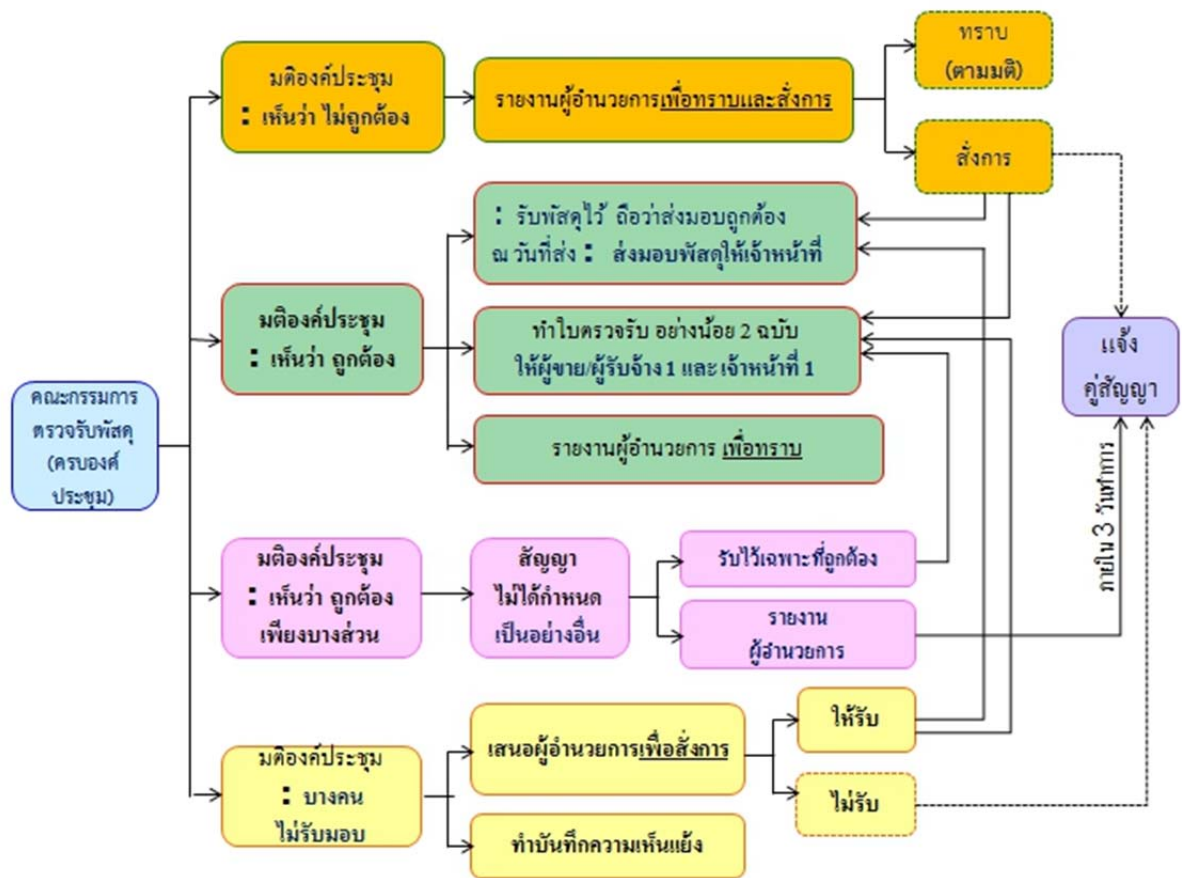 คณะกรรมการ
ตรวจรับพัสดุ
(ครบองค์
ประชุม)
มติองค์ประชุม
: เห็นว่า ไม่ถูกต้อง
รายงานผู้อำนวยการเพื่อทราบและสั่งการ
ทราบ
(ตามมติ)
สั่งการ
มติองค์ประชุม
: เห็นว่า ถูกต้อง
: รับพัสดุไว้ ถือว่าส่งมอบถูกต้อง
ณ วันที่ส่ง : ส่งมอบพัสดุให้เจ้าหน้าที่
ทำใบตรวจรับ อย่างน้อย 2 ฉบับ
ให้ผู้ขาย/ผู้รับจ้าง 1 และ เจ้าหน้าที่ 1
รายงานผู้อำนวยการ เพื่อทราบ
แจ้ง
คู่สัญญา
ภายใน 3 วันทำการ
มติองค์ประชุม
: เห็นว่า ถูกต้อง
เพียงบางส่วน
สัญญา
ไม่ได้กำหนด
เป็นอย่างอื่น
รับไว้เฉพาะที่ถูกต้อง
รายงาน
ผู้อำนวยการ
มติองค์ประชุม
: บางคน
ไม่รับมอบ
เสนอผู้อำนวยการเพื่อสั่งการ
ให้รับ
ไม่รับ
ทำบันทึกความเห็นแย้ง